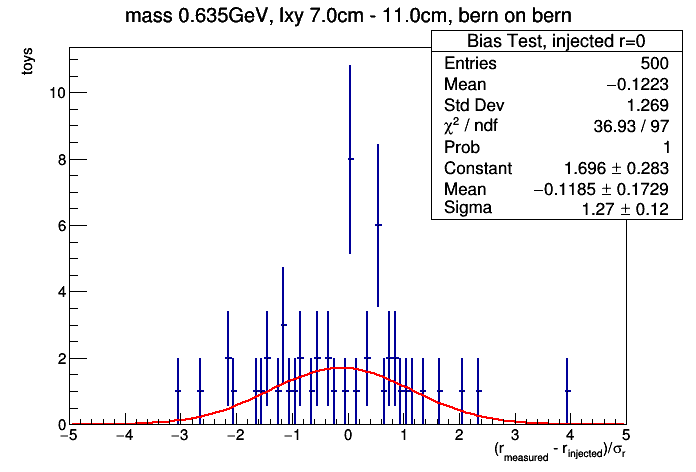 mass 0.635GeV, lxy 7.0cm - 11.0cm, bern on bern
Bias Test, injected r=0
Entries 500
Mean −0.1223
Std Dev 1.269
χ² / ndf 36.93 / 97
Prob 1
Constant 1.696 ± 0.283
Mean −0.1185 ± 0.1729
Sigma 1.27 ± 0.12
toys
10
8
6
4
2
0
−5 −4 −3 −2 −1 0 1 2 3 4 5
(r_measured - r_injected)/σ_r